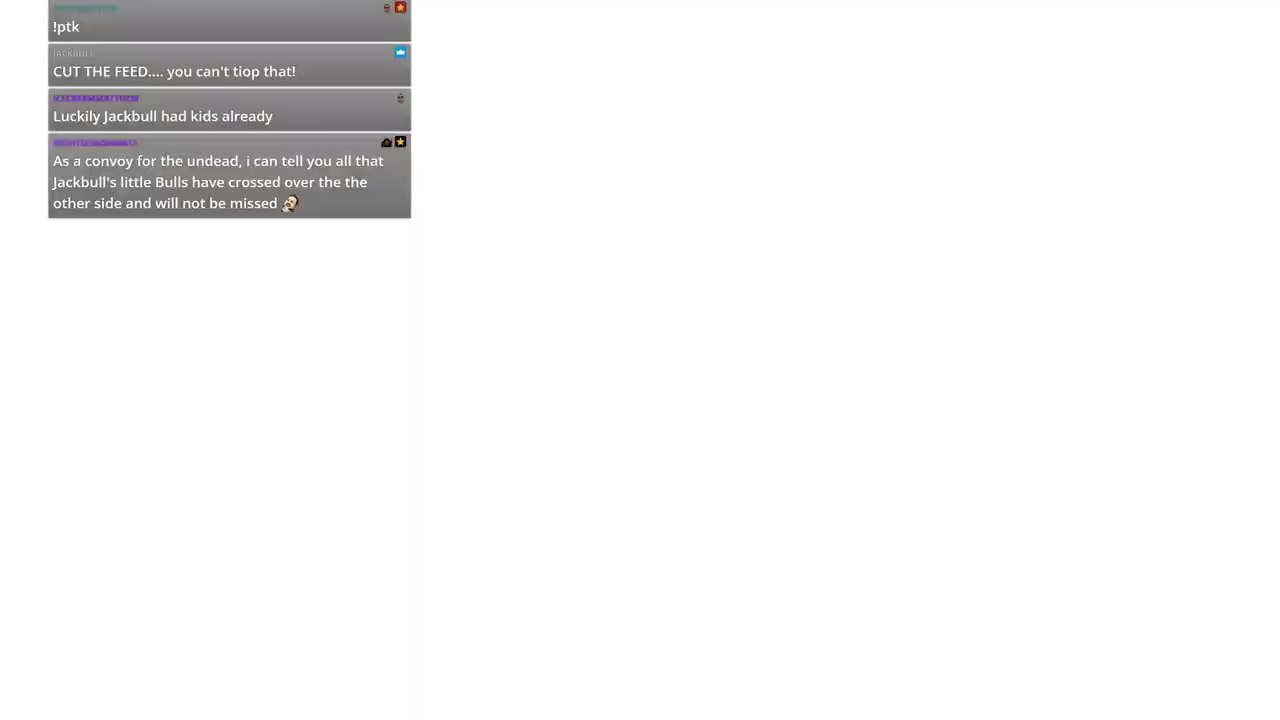 !ptk
JACKBULL
CUT THE FEED.... you can't tiop that!
Luckily Jackbull had kids already
As a convoy for the undead, i can tell you all that
Jackbull's little Bulls have crossed over the the
other side and will not be missed